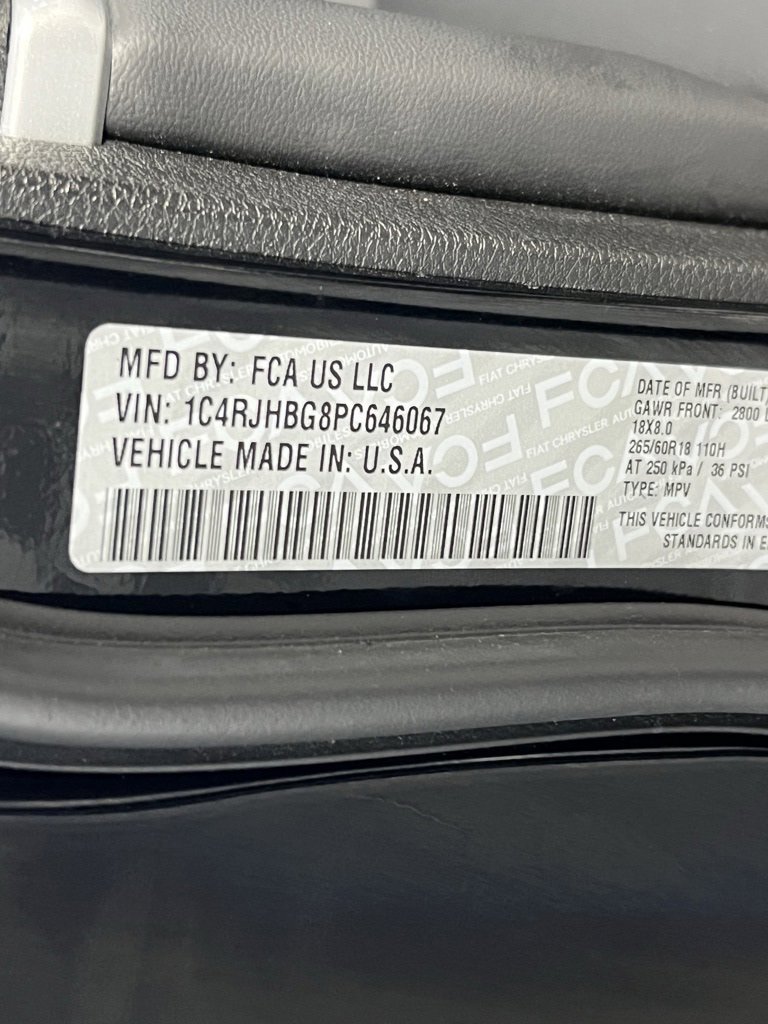 MFD BY: FCA US LLC
VIN: 1C4RJHBG8PC646067
VEHICLE MADE IN: U.S.A.
DATE OF MFR (BUILT)
GAWR FRONT: 2800
18X8.0
265/60R18 110H
AT 250 kPa / 36 PSI
TYPE: MPV
THIS VEHICLE CONFORMS
STANDARDS IN